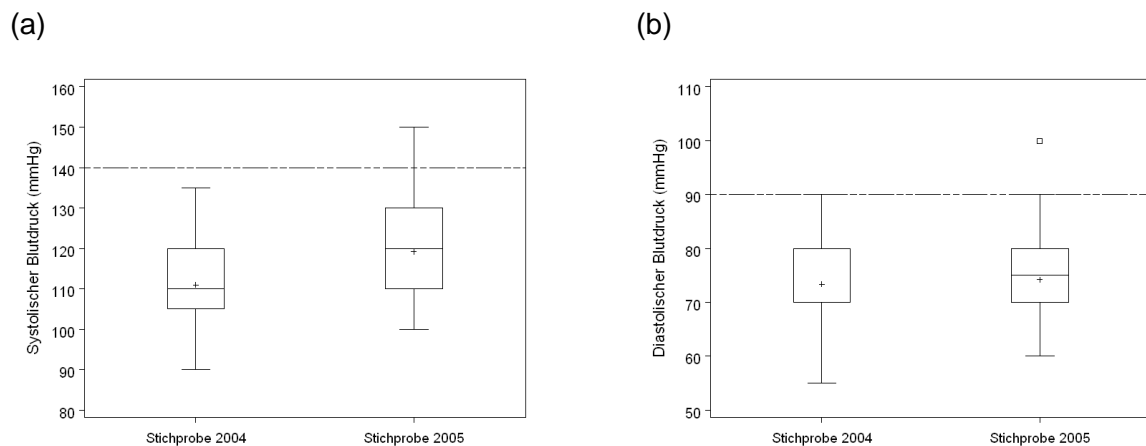 (a)
Systolischer Blutdruck (mmHg)
160
150
140
130
120
110
100
90
80
Stichprobe 2004 Stichprobe 2005
(b)
Diastolischer Blutdruck (mmHg)
110
100
90
80
70
60
50
Stichprobe 2004 Stichprobe 2005